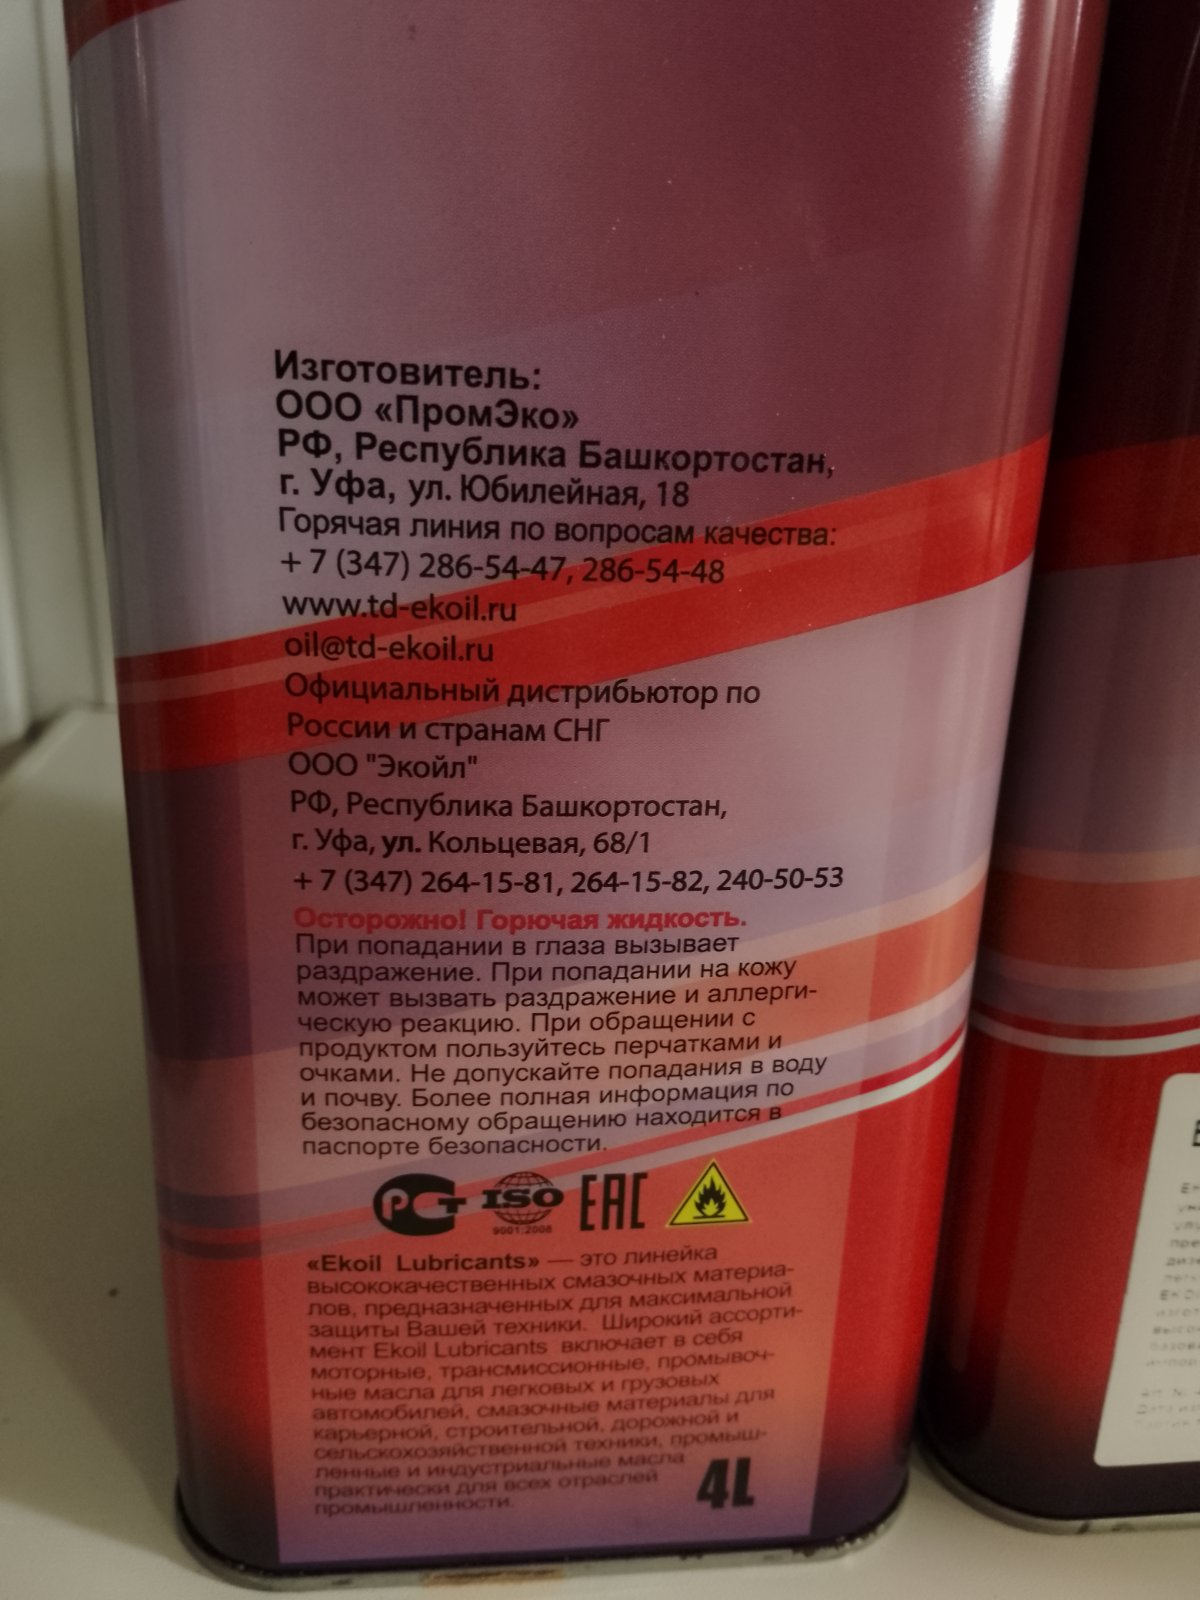 Изготовитель:
ООО «ПромЭко»
РФ, Республика Башкортостан,
г. Уфа, ул. Юбилейная, 18
Горячая линия по вопросам качества:
+ 7 (347) 286-54-47, 286-54-48
www.td-ekoil.ru
oil@td-ekoil.ru
Официальный дистрибьютор по
России и странам СНГ
ООО "Экойл"
РФ, Республика Башкортостан,
г. Уфа, ул. Кольцевая, 68/1
+ 7 (347) 264-15-81, 264-15-82, 240-50-53
Осторожно! Горючая жидкость.
При попадании в глаза вызывает
раздражение. При попадании на кожу
может вызвать раздражение и аллерги-
ческую реакцию. При обращении с
продуктом пользуйтесь перчатками и
очками. Не допускайте попадания в воду
и почву. Более полная информация по
безопасному обращению находится в
паспорте безопасности.
РСТ ISO EAC
9001:2008
«Ekoil Lubricants» — это линейка
высококачественных смазочных материа-
лов, предназначенных для максимальной
защиты Вашей техники. Широкий ассорти-
мент Ekoil Lubricants включает в себя
моторные, трансмиссионные, промывоч-
ные масла для легковых и грузовых
автомобилей, смазочные материалы для
карьерной, строительной, дорожной и
сельскохозяйственной техники, промыш-
ленные и индустриальные масла
практически для всех отраслей
промышленности.
4L